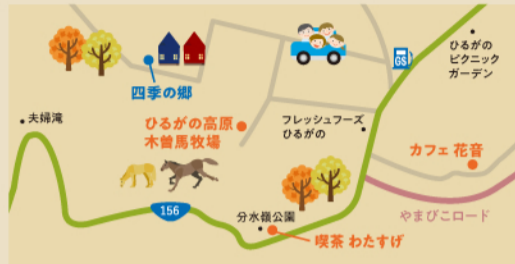 GS
ひるがの
ピクニック
ガーデン
四季の郷
夫婦滝
ひるがの高原
木曽馬牧場
フレッシュフーズ
ひるがの
カフェ 花音
156
分水嶺公園
やまびこロード
喫茶 わたすげ